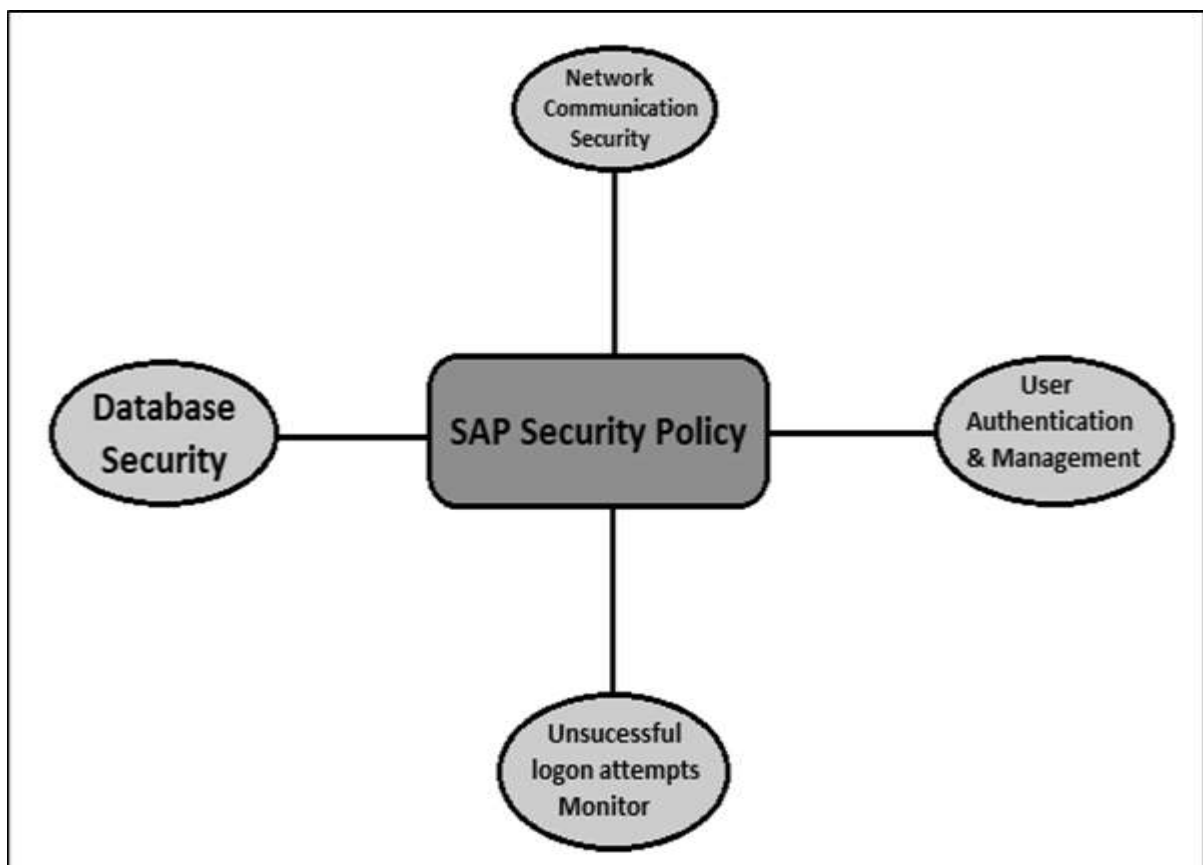 Network
Communication
Security
Database
Security
SAP Security Policy
User
Authentication
& Management
Unsucessful
logon attempts
Monitor